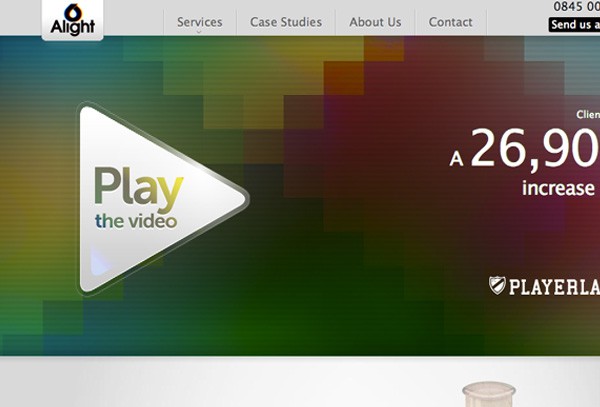 Alight
Services
Case Studies
About Us
Contact
0845 00
Send us a
Play
the video
Clien
A 26,90
increase
PLAYERLA